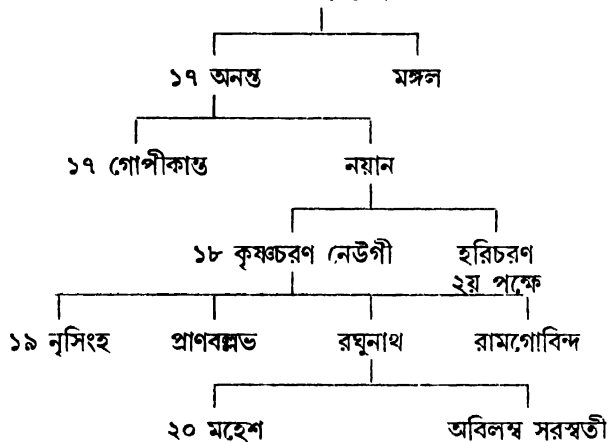 ১৭ অনন্ত মঙ্গল
১৭ গোপীকান্ত নয়ান
১৮ কৃষ্ণচরণ নেউগী হরিচরণ
২য় পক্ষে
১৯ নৃসিংহ প্রাণবল্লভ রঘুনাথ রামগোবিন্দ
২০ মহেশ অবিলম্ব সরস্বতী